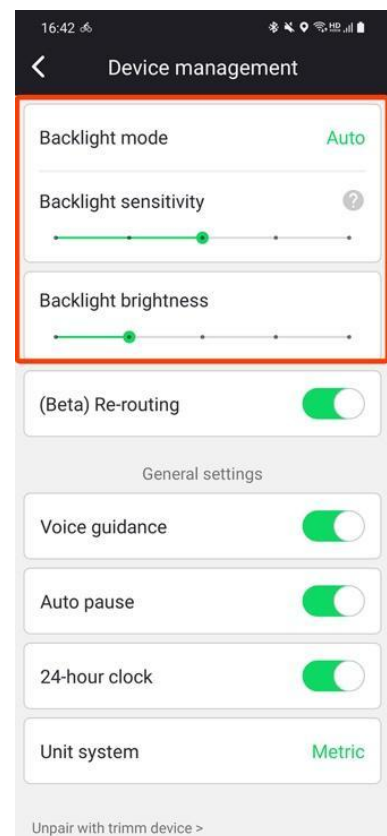 16:42
HD
Device management
Backlight mode Auto
Backlight sensitivity ?
Backlight brightness
(Beta) Re-routing
General settings
Voice guidance
Auto pause
24-hour clock
Unit system Metric
Unpair with trimm device >